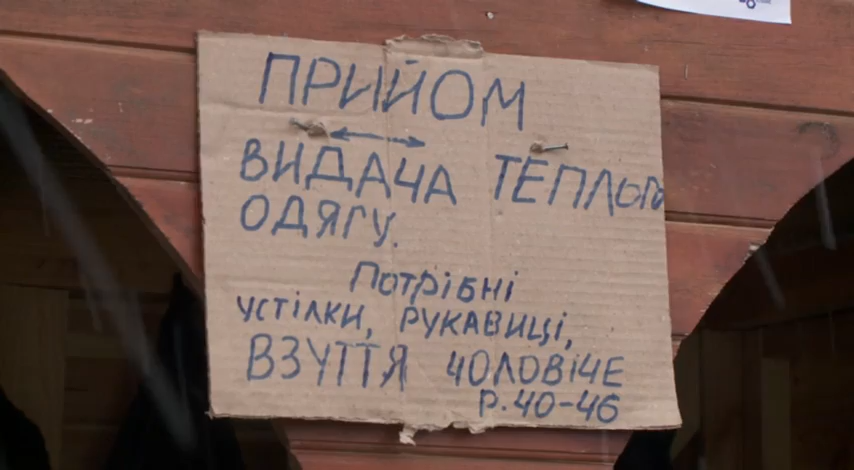 ПРИЙОМ
ВИДАЧА ТЕПЛОГО
ОДЯГУ.
ПОТРІБНІ
УСТІЛКИ, РУКАВИЦІ,
ВЗУТТЯ ЧОЛОВІЧЕ
р.40-46